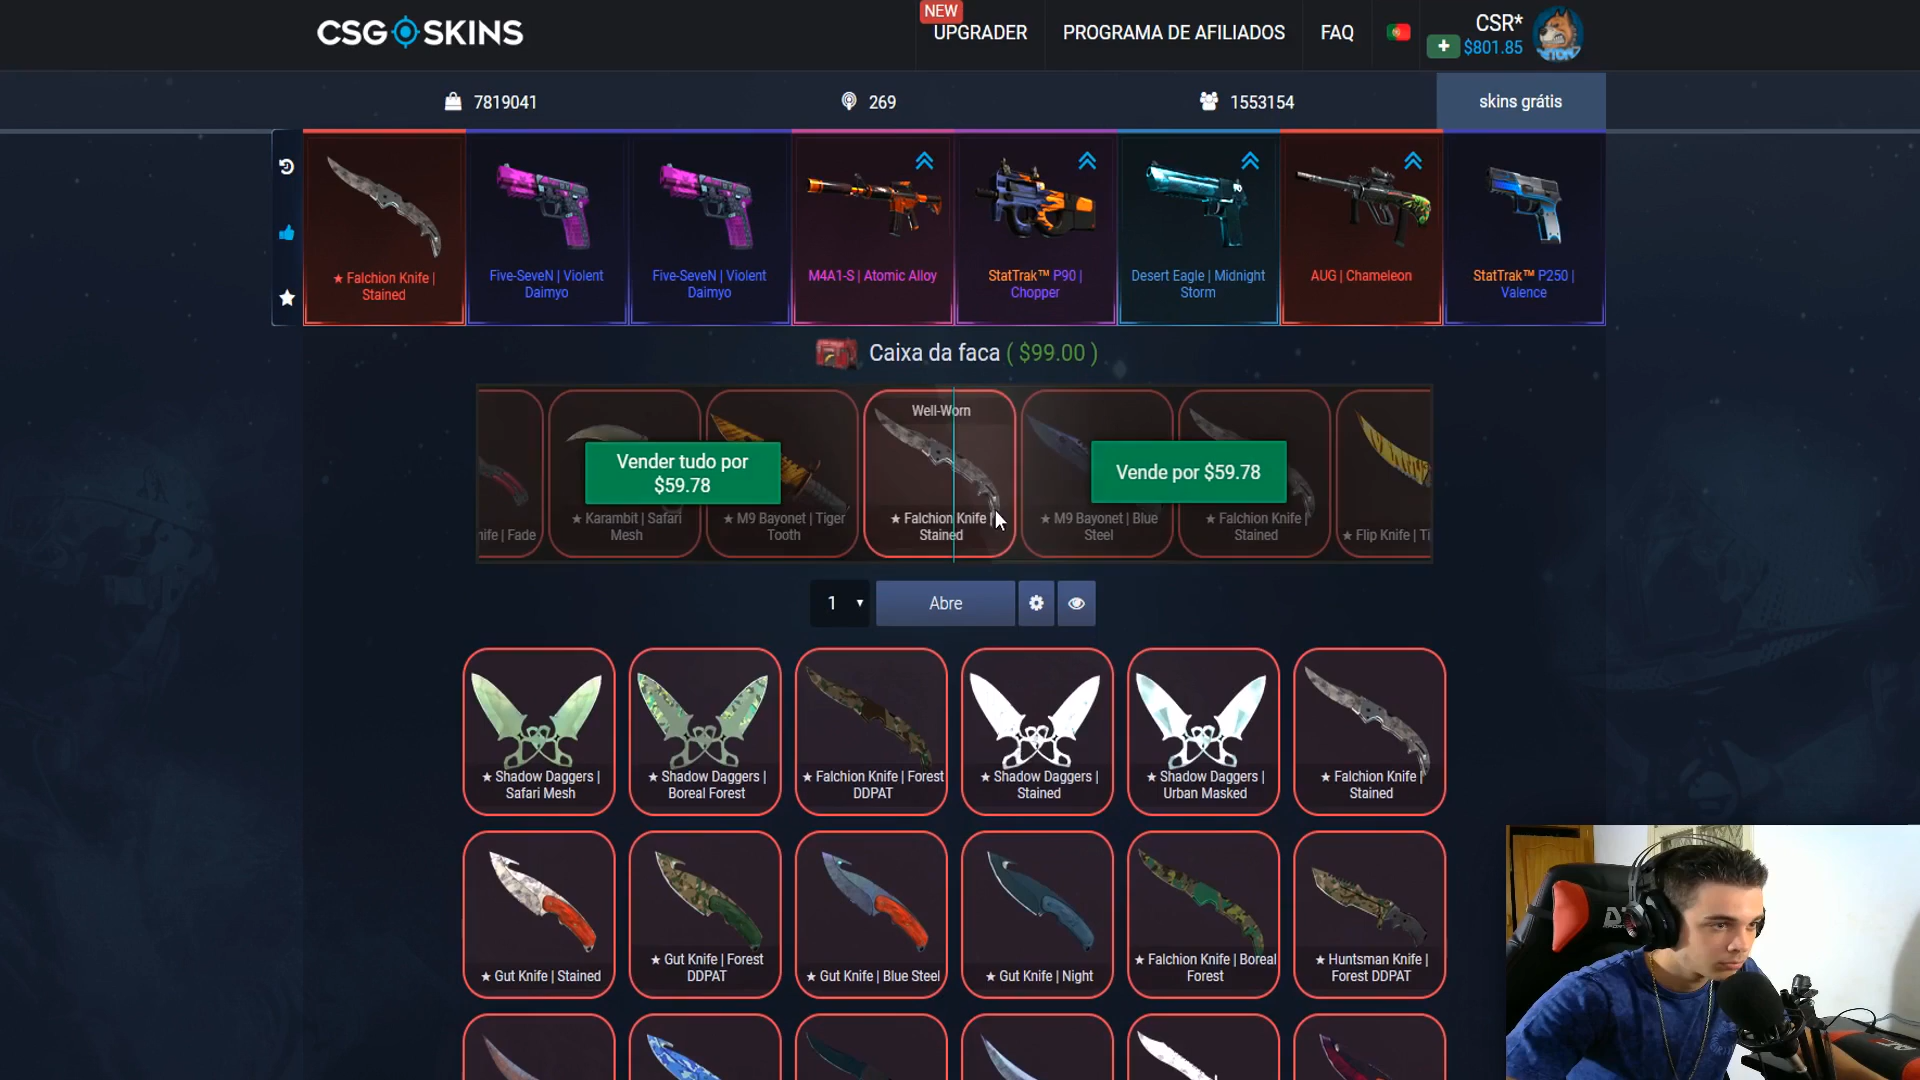 CSGOSKINS
NEW
UPGRADER
PROGRAMA DE AFILIADOS
FAQ
CSR*
$801.85
7819041
269
1553154
skins grátis
★ Falchion Knife |
Stained
Five-SeveN | Violent
Daimyo
Five-SeveN | Violent
Daimyo
M4A1-S | Atomic Alloy
StatTrak™ P90 |
Chopper
Desert Eagle | Midnight
Storm
AUG | Chameleon
StatTrak™ P250 |
Valence
Caixa da faca ( $99.00 )
Well-Worn
Vender tudo por
$59.78
Vende por $59.78
nife | Fade
★ Karambit | Safari
Mesh
★ M9 Bayonet | Tiger
Tooth
★ Falchion Knife |
Stained
★ M9 Bayonet | Blue
Steel
★ Falchion Knife |
Stained
★ Flip Knife | Ti
1
Abre
★ Shadow Daggers |
Safari Mesh
★ Shadow Daggers |
Boreal Forest
★ Falchion Knife | Forest
DDPAT
★ Shadow Daggers |
Stained
★ Shadow Daggers |
Urban Masked
★ Falchion Knife |
Stained
★ Gut Knife | Stained
★ Gut Knife | Forest
DDPAT
★ Gut Knife | Blue Steel
★ Gut Knife | Night
★ Falchion Knife | Boreal
Forest
★ Huntsman Knife |
Forest DDPAT